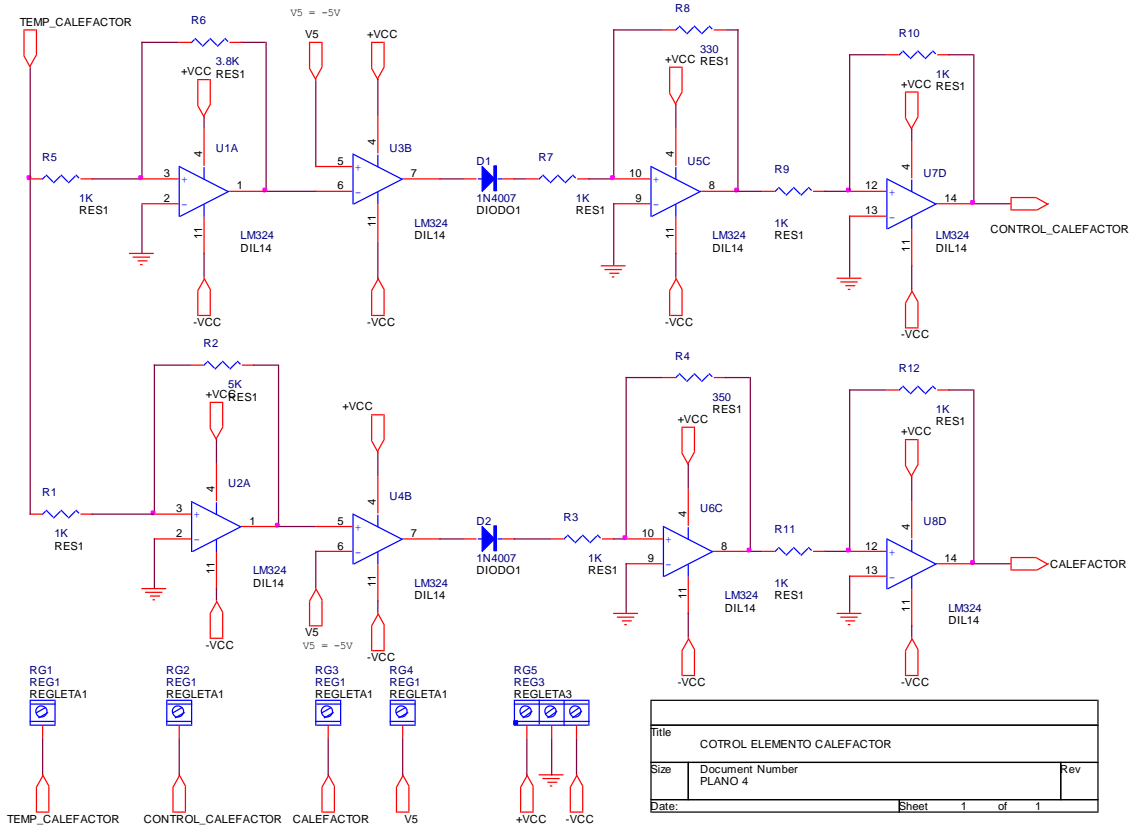 TEMP_CALEFACTOR
R6
3.8K
RES1
V5 = -5V
V5
+VCC
R8
330
RES1
R10
1K
RES1
+VCC
+VCC
+VCC
R5
1K
RES1
U1A
3
2
1
4
11
LM324
DIL14
-VCC
U3B
5
6
7
4
11
LM324
DIL14
-VCC
D1
1N4007
DIODO1
R7
1K
RES1
U5C
10
9
8
4
11
LM324
DIL14
-VCC
R9
1K
RES1
U7D
12
13
14
4
11
LM324
DIL14
-VCC
CONTROL_CALEFACTOR
R2
5K
RES1
+VCC
+VCC
R4
350
RES1
+VCC
R12
1K
RES1
+VCC
R1
1K
RES1
U2A
3
2
1
4
11
LM324
DIL14
-VCC
U4B
5
6
7
4
11
LM324
DIL14
V5
V5 = -5V
-VCC
D2
1N4007
DIODO1
R3
1K
RES1
U6C
10
9
8
4
11
LM324
DIL14
-VCC
R11
1K
RES1
U8D
12
13
14
4
11
LM324
DIL14
-VCC
CALEFACTOR
RG1
REG1
REGLETA1
TEMP_CALEFACTOR
RG2
REG1
REGLETA1
CONTROL_CALEFACTOR
RG3
REG1
REGLETA1
CALEFACTOR
RG4
REG1
REGLETA1
V5
RG5
REG3
REGLETA3
+VCC
-VCC
Title
COTROL ELEMENTO CALEFACTOR
Size
Document Number
Rev
PLANO 4
Date:
Sheet 1 of 1